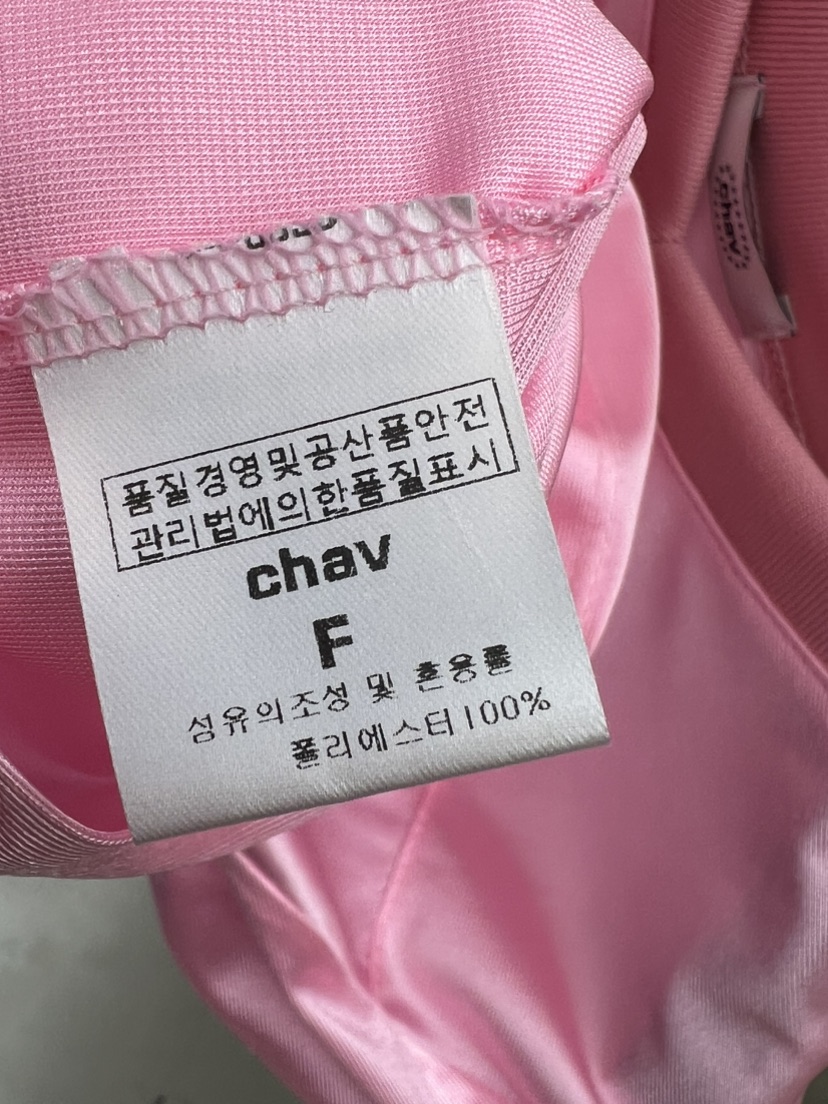 품질경영및공산품안전
관리법에의한품질표시
chav
F
섬유의조성 및 혼용률
폴리에스터100%
chav